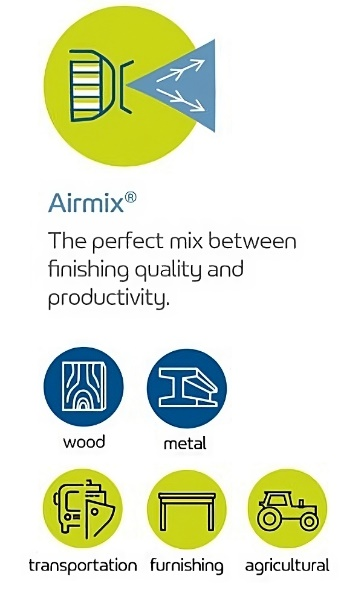 Airmix®
The perfect mix between
finishing quality and
productivity.
wood metal
transportation furnishing agricultural